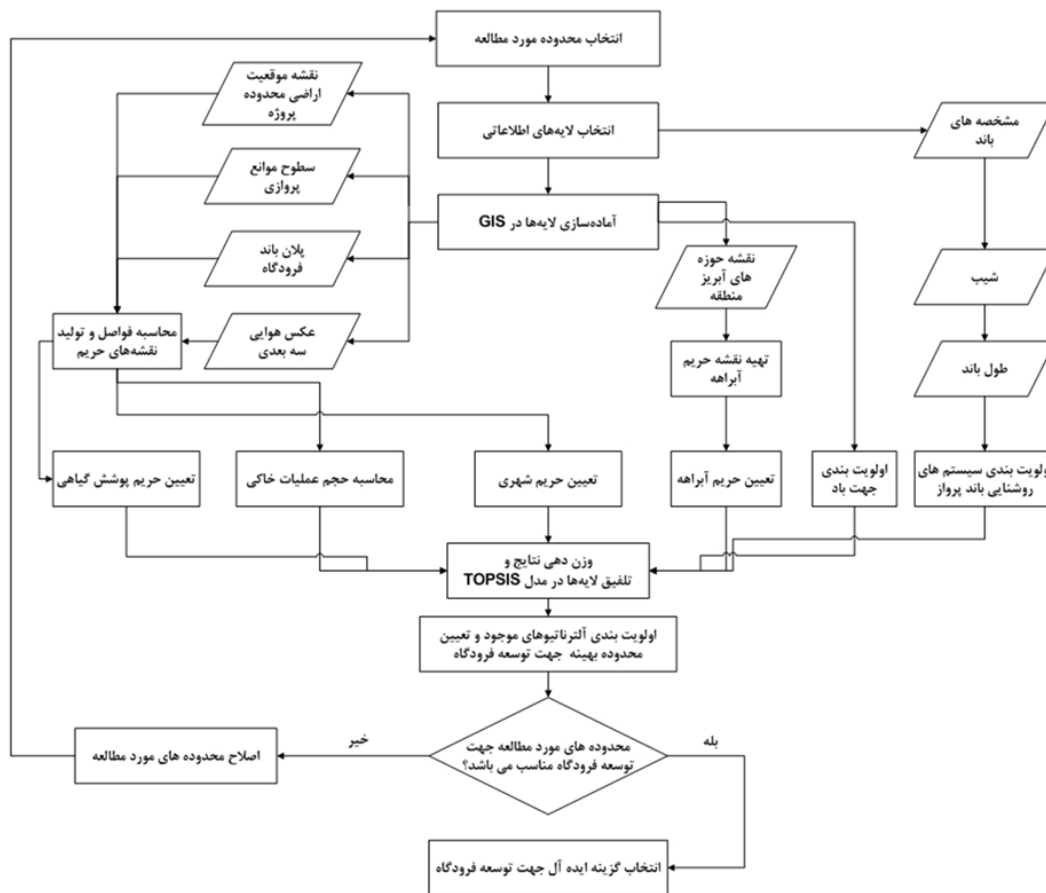 انتخاب محدوده مورد مطالعه
نقشه موقعیت
اراضی محدوده
پروژه
انتخاب لایه‌های اطلاعاتی
مشخصه های
باند
سطوح موانع
پروازی
آماده‌سازی لایه‌ها در GIS
پلان باند
فرودگاه
نقشه حوزه
های آبریز
منطقه
شیب
عکس هوایی
سه بعدی
محاسبه فواصل و تولید
نقشه‌های حریم
تهیه نقشه حریم
آبراهه
طول باند
اولویت بندی سیستم های
روشنایی باند پرواز
اولویت بندی
جهت باد
تعیین حریم آبراهه
تعیین حریم شهری
محاسبه حجم عملیات خاکی
تعیین حریم پوشش گیاهی
وزن دهی نتایج و
تلفیق لایه‌ها در مدل TOPSIS
اولویت بندی آلترناتیوهای موجود و تعیین
محدوده بهینه جهت توسعه فرودگاه
محدوده های مورد مطالعه جهت
توسعه فرودگاه مناسب می باشد؟
بله
خیر
اصلاح محدوده های مورد مطالعه
انتخاب گزینه ایده آل جهت توسعه فرودگاه